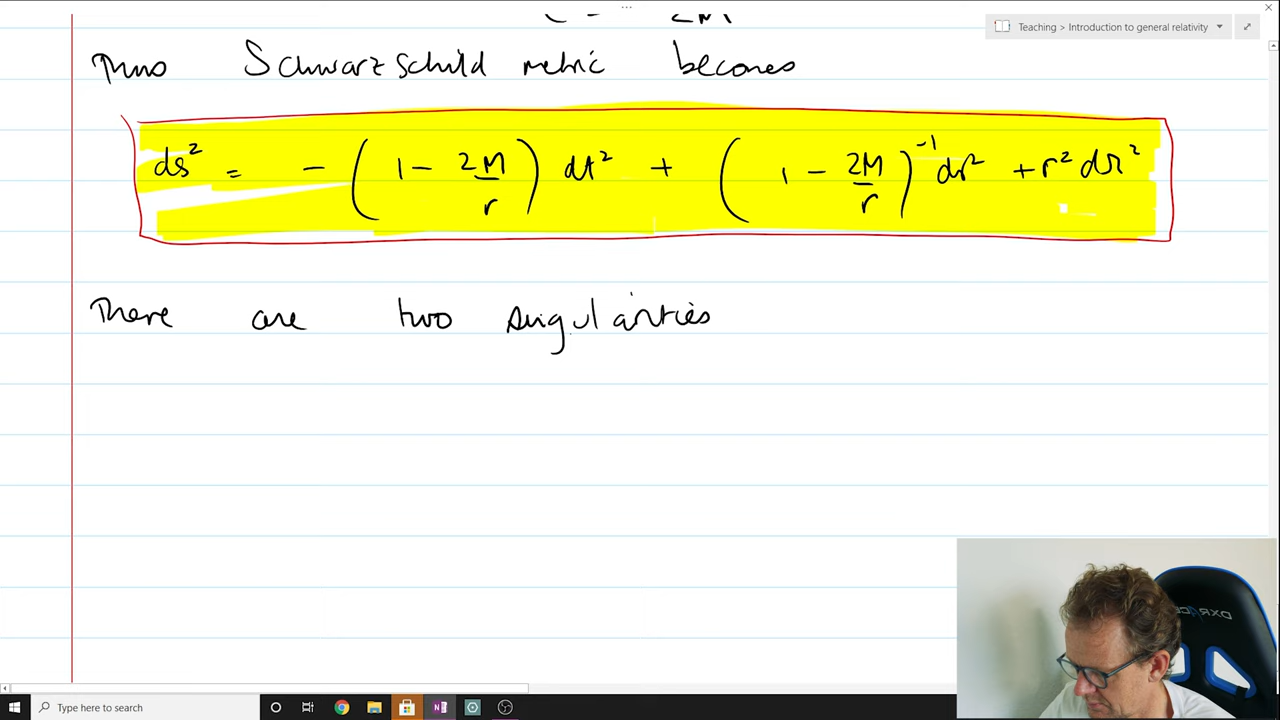 Teaching > Introduction to general relativity
Thus Schwarzschild metric becomes
ds² = - ( 1 - 2M/r ) dt² + ( 1 - 2M/r )⁻¹ dr² + r² dΩ²
There are two singularities
DXRACER
Type here to search